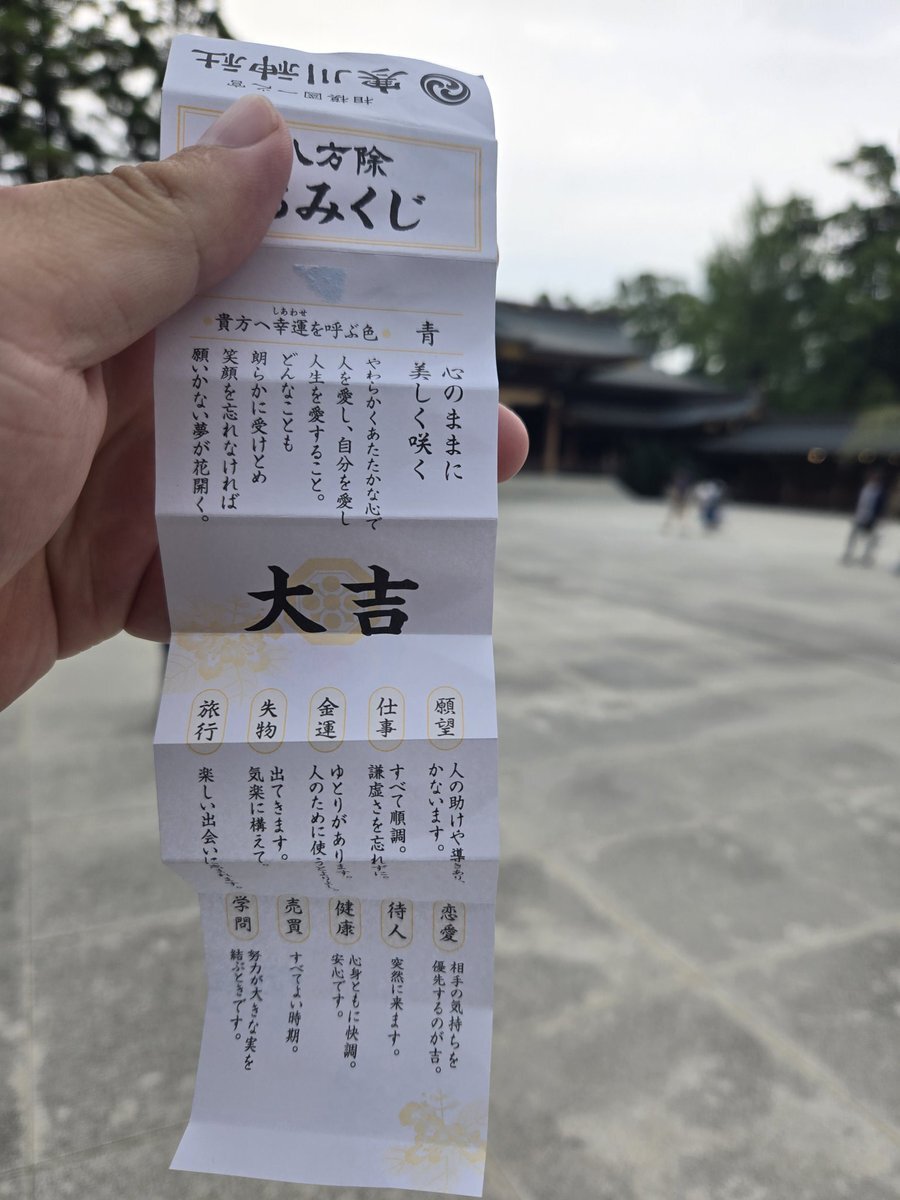 相模國一之宮
寒川神社
八方除
おみくじ
貴方へ幸運を呼ぶ色
しあわせ
青
心のままに
美しく咲く
やわらかくあたたかな心で
人を愛し、自分を愛し
人生を愛すること。
どんなことも
朗らかに受けとめ
笑顔を忘れなければ
願いかない夢が花開く。
大吉
願望
人の助けや導きあり、
かないます。
仕事
すべて順調。
謙虚さを忘れずに。
金運
ゆとりがあります。
人のために使う
失物
出てきます。
気楽に構えて
旅行
楽しい出会いに
恋愛
相手の気持ちを
優先するのが吉。
待人
突然に来ます。
健康
心身ともに快調。
安心です。
売買
すべてよい時期。
学問
努力が大きな実を
結ぶときです。